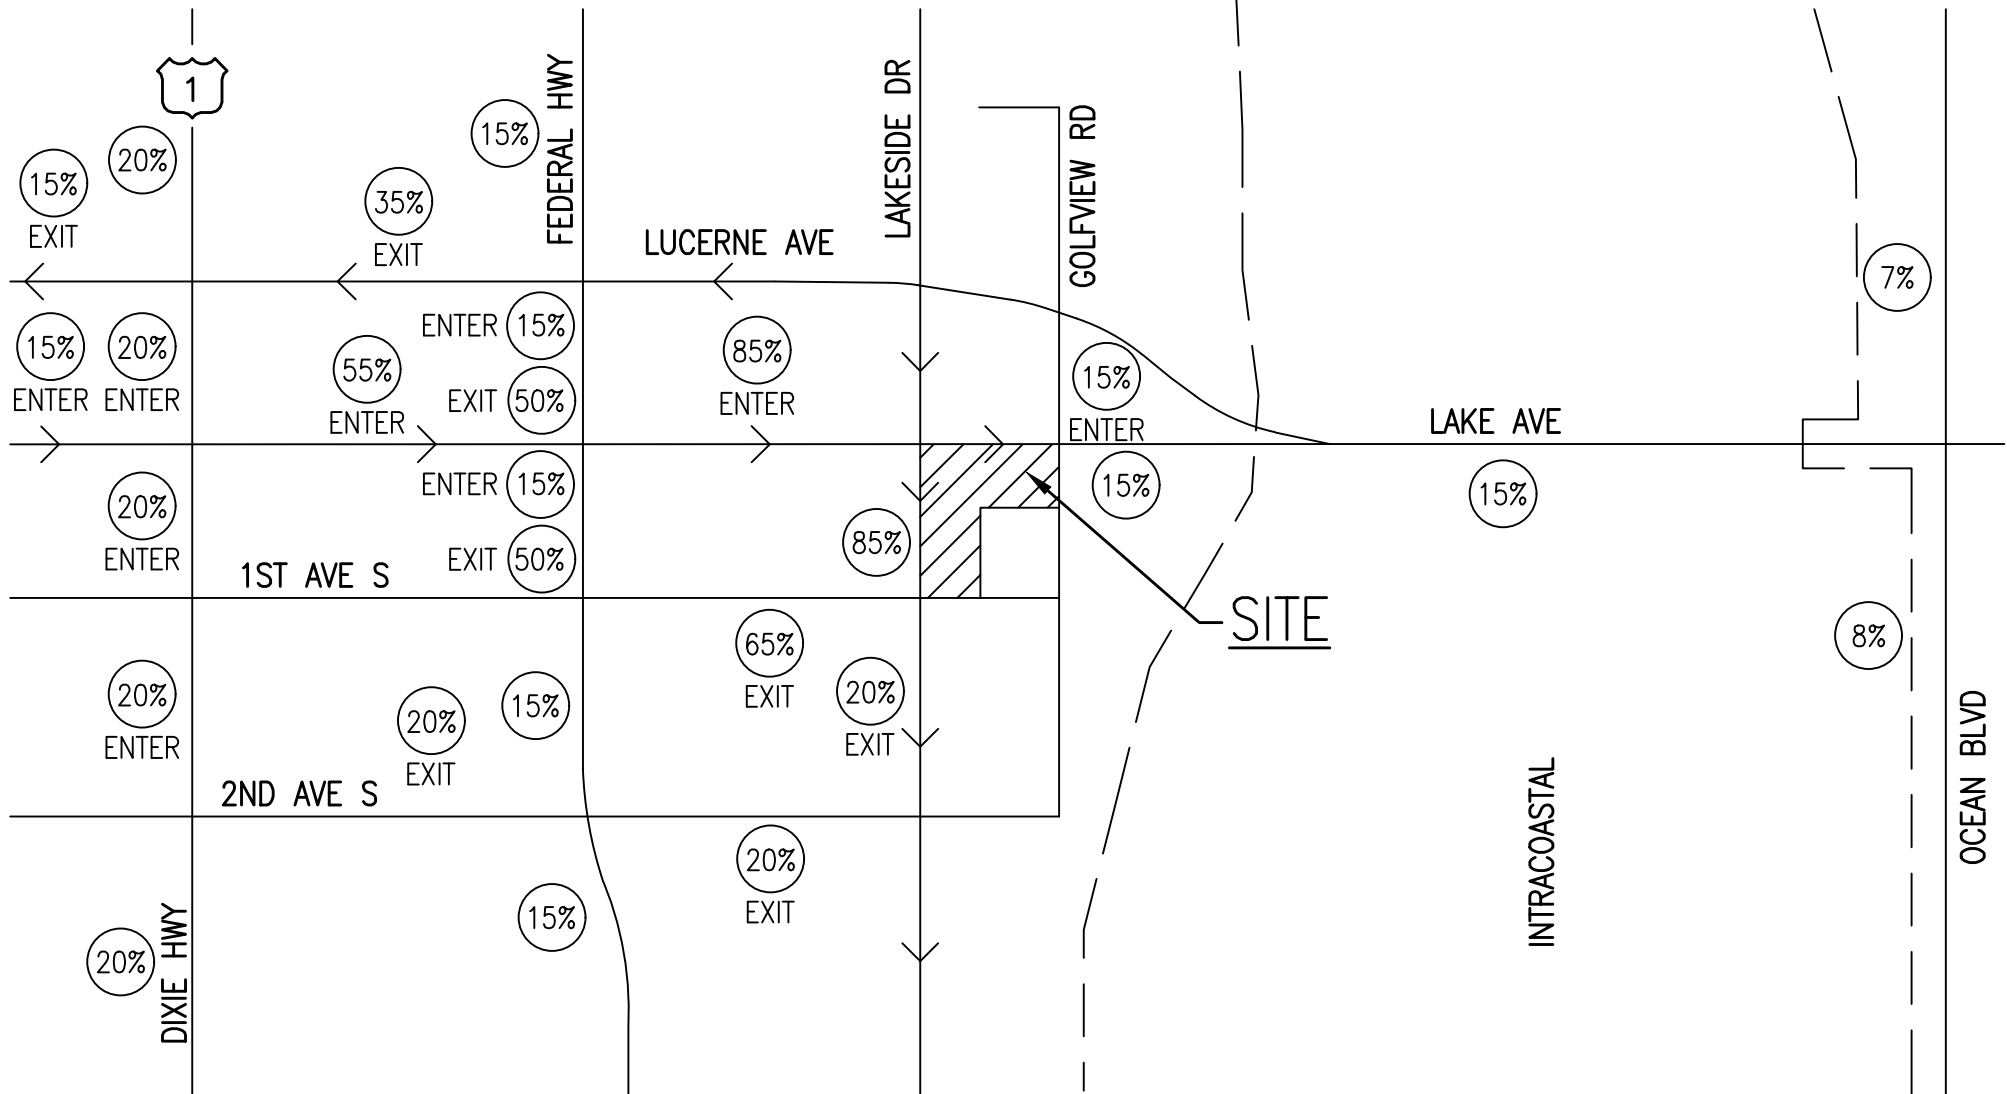 1
20%
15%
EXIT
35%
EXIT
15%
FEDERAL HWY
LAKESIDE DR
GOLFVIEW RD
LUCERNE AVE
7%
15%
ENTER
20%
ENTER
55%
ENTER
ENTER 15%
EXIT 50%
85%
ENTER
15%
ENTER
LAKE AVE
20%
ENTER
ENTER 15%
EXIT 50%
85%
15%
15%
1ST AVE S
SITE
8%
20%
ENTER
20%
EXIT
15%
65%
EXIT
20%
EXIT
2ND AVE S
20%
EXIT
15%
20%
DIXIE HWY
INTRACOASTAL
OCEAN BLVD